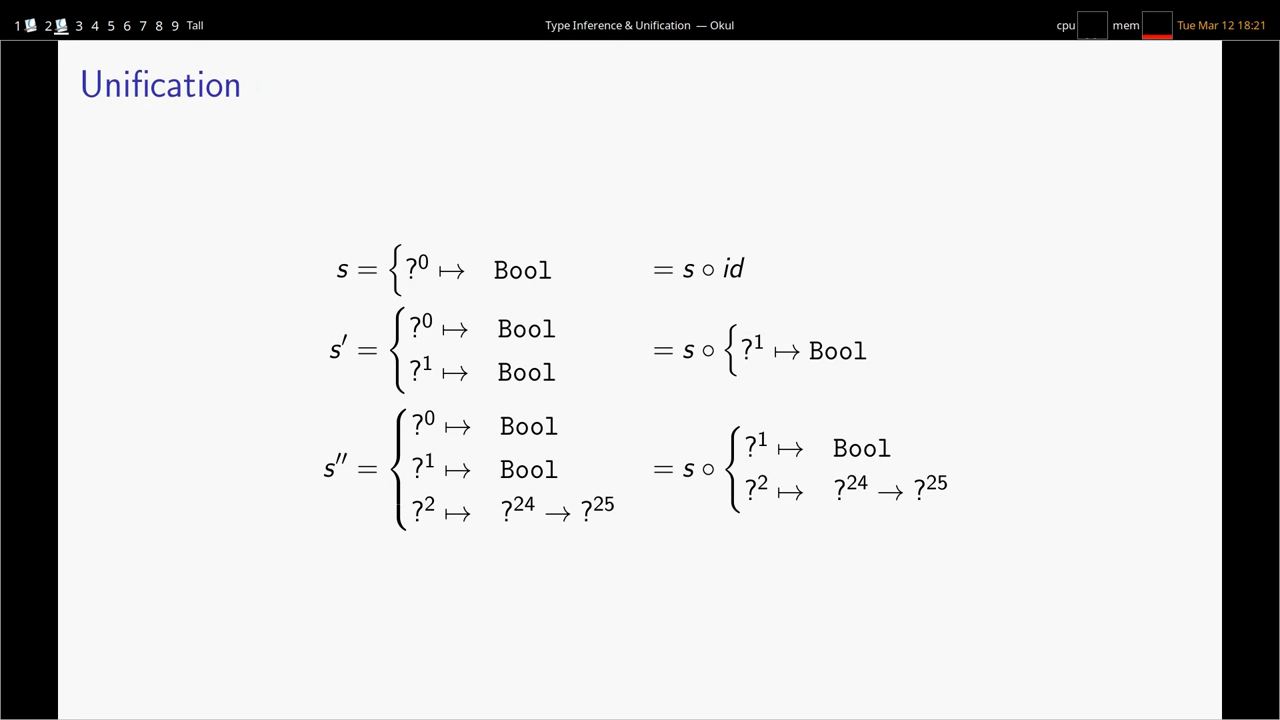 1 2 3 4 5 6 7 8 9 Tall Type Inference & Unification — Okul cpu mem Tue Mar 12 18:21
Unification
s = { ?⁰ ↦ Bool = s ∘ id
s′ = { ?⁰ ↦ Bool
?¹ ↦ Bool = s ∘ { ?¹ ↦ Bool
s″ = { ?⁰ ↦ Bool
?¹ ↦ Bool
?² ↦ ?²⁴ → ?²⁵ = s ∘ { ?¹ ↦ Bool
?² ↦ ?²⁴ → ?²⁵